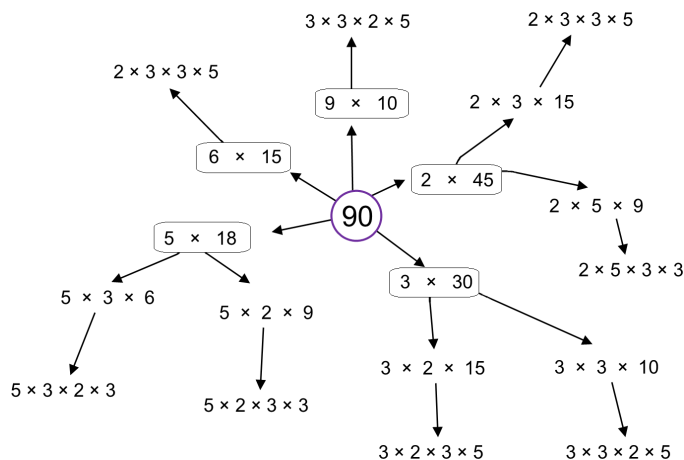 3 × 3 × 2 × 5
2 × 3 × 3 × 5
2 × 3 × 3 × 5
9 × 10
2 × 3 × 15
6 × 15
2 × 45
90
2 × 5 × 9
5 × 18
2 × 5 × 3 × 3
3 × 30
5 × 3 × 6
5 × 2 × 9
3 × 2 × 15
3 × 3 × 10
5 × 3 × 2 × 3
5 × 2 × 3 × 3
3 × 2 × 3 × 5
3 × 3 × 2 × 5